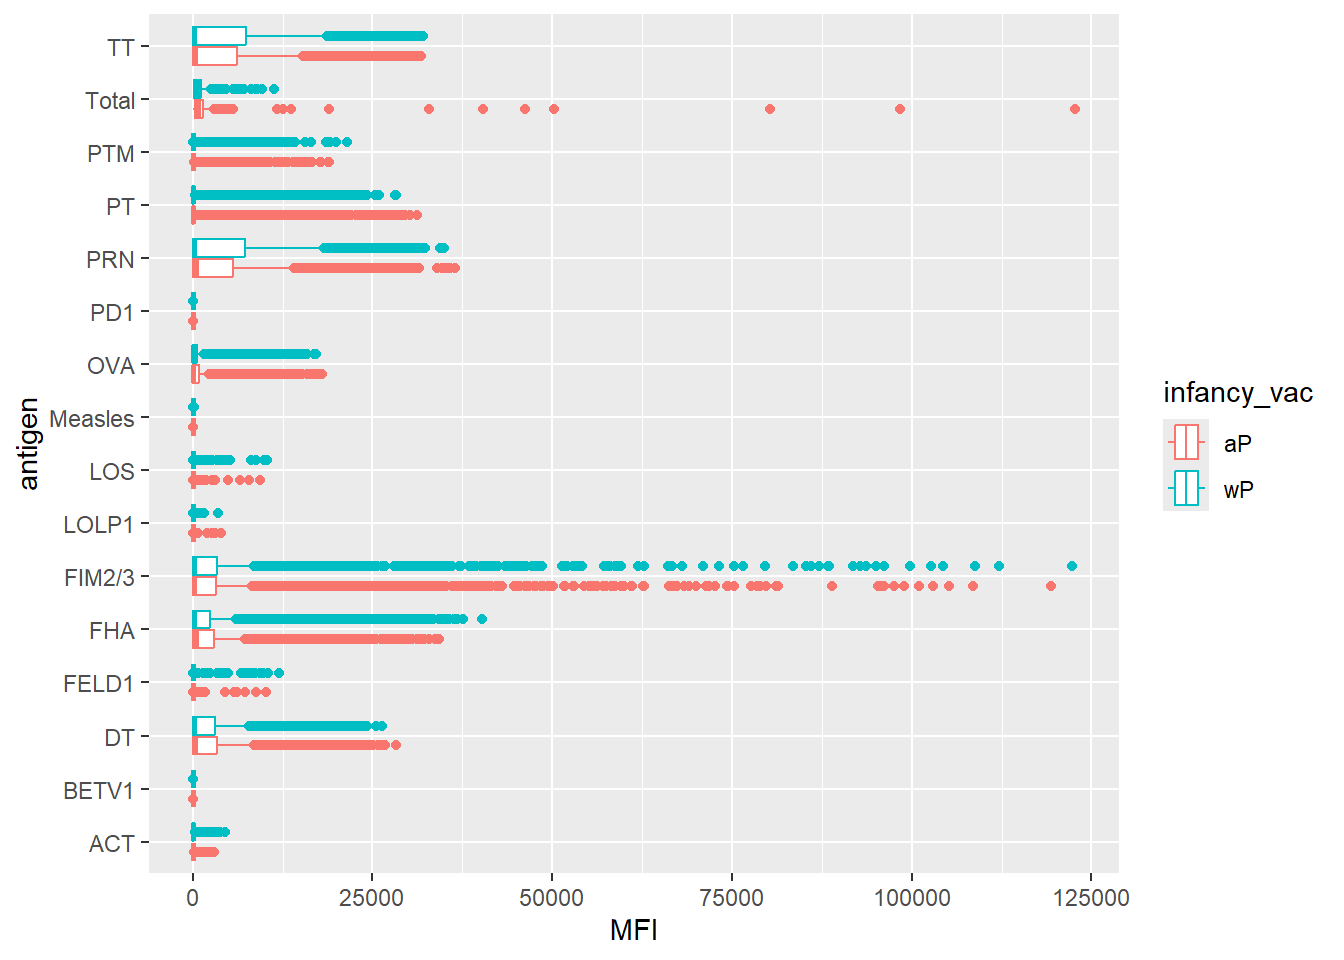 antigen
TT
Total
PTM
PT
PRN
PD1
OVA
Measles
LOS
LOLP1
FIM2/3
FHA
FELD1
DT
BETV1
ACT
0 25000 50000 75000 100000 125000
MFI
infancy_vac
aP
wP